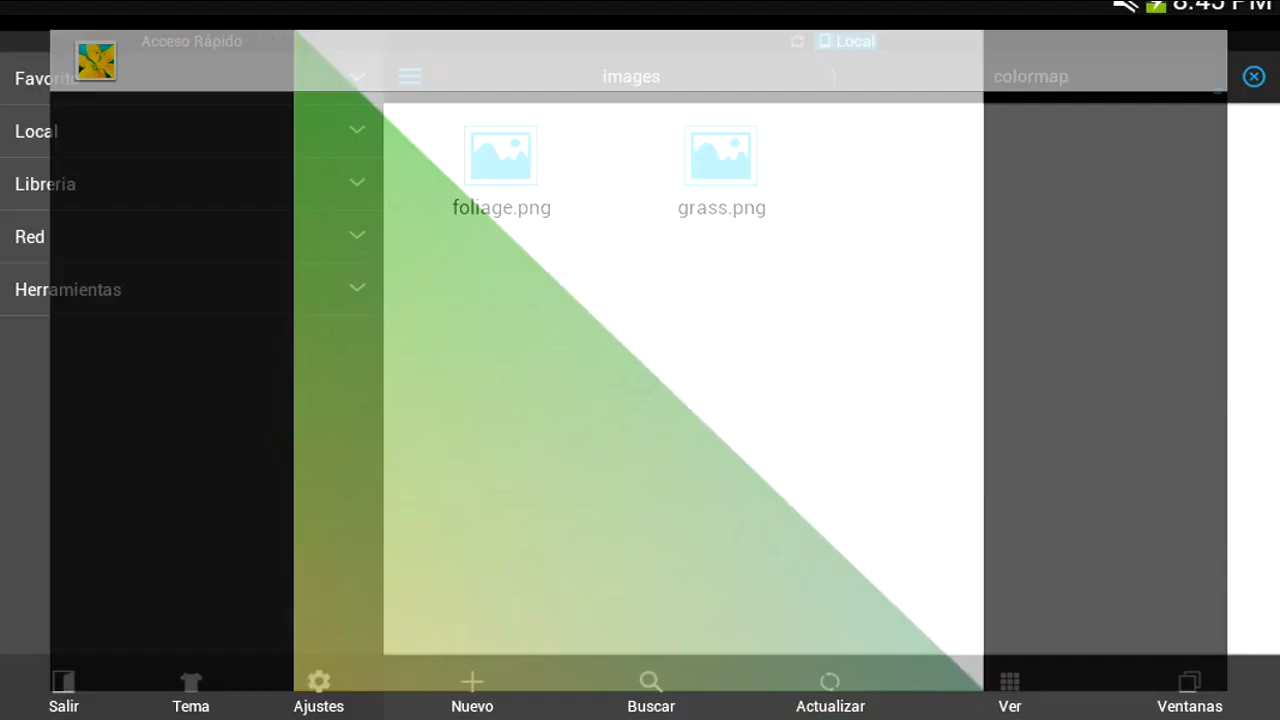 8:45 PM
Acceso Rápido
Local
Favorito
images
colormap
Local
Libreria
Red
Herramientas
foliage.png
grass.png
Salir
Tema
Ajustes
Nuevo
Buscar
Actualizar
Ver
Ventanas